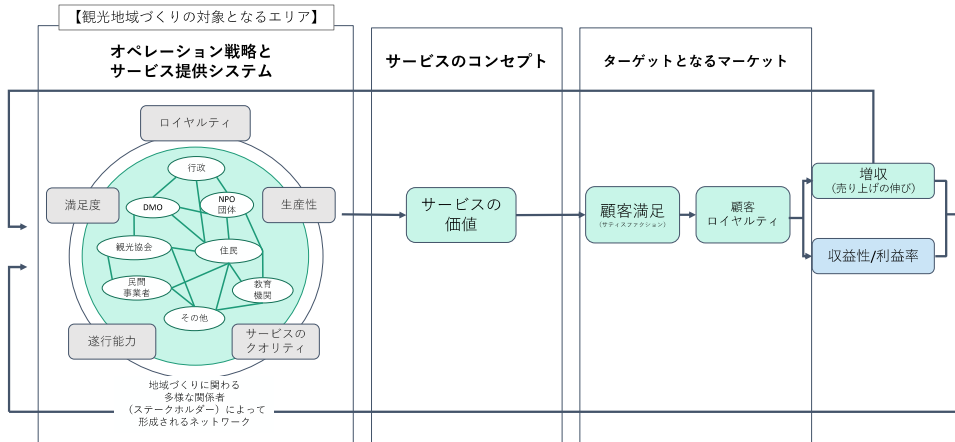 【観光地域づくりの対象となるエリア】
オペレーション戦略と
サービス提供システム
ロイヤルティ
満足度
生産性
行政
DMO
NPO
団体
観光協会
住民
民間
事業者
教育
機関
その他
遂行能力
サービスの
クオリティ
地域づくりに関わる
多様な関係者
（ステークホルダー）によって
形成されるネットワーク
サービスのコンセプト
サービスの
価値
ターゲットとなるマーケット
顧客満足
（サティスファクション）
顧客
ロイヤルティ
増収
（売り上げの伸び）
収益性/利益率